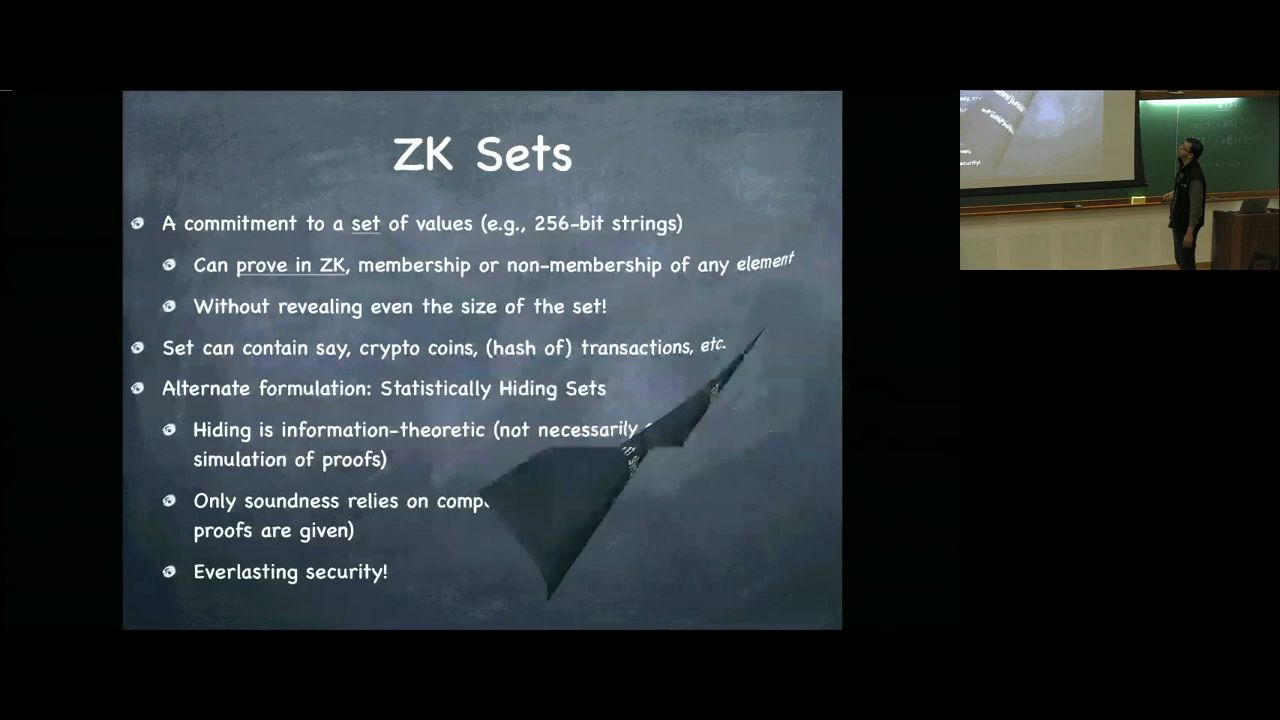 ZK Sets
A commitment to a set of values (e.g., 256-bit strings)
Can prove in ZK, membership or non-membership of any element
Without revealing even the size of the set!
Set can contain say, crypto coins, (hash of) transactions, etc.
Alternate formulation: Statistically Hiding Sets
Hiding is information-theoretic (not necessarily
simulation of proofs)
Only soundness relies on
proofs are given)
Everlasting security!